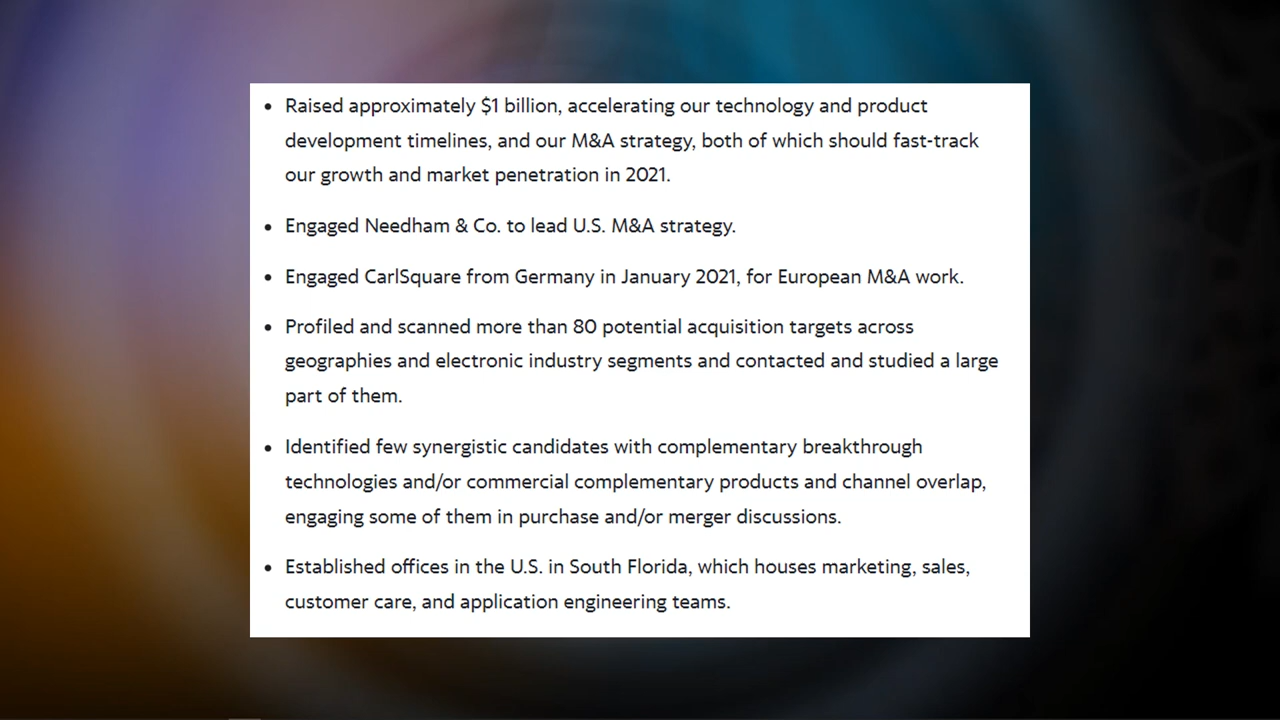 • Raised approximately $1 billion, accelerating our technology and product
development timelines, and our M&A strategy, both of which should fast-track
our growth and market penetration in 2021.
• Engaged Needham & Co. to lead U.S. M&A strategy.
• Engaged CarlSquare from Germany in January 2021, for European M&A work.
• Profiled and scanned more than 80 potential acquisition targets across
geographies and electronic industry segments and contacted and studied a large
part of them.
• Identified few synergistic candidates with complementary breakthrough
technologies and/or commercial complementary products and channel overlap,
engaging some of them in purchase and/or merger discussions.
• Established offices in the U.S. in South Florida, which houses marketing, sales,
customer care, and application engineering teams.